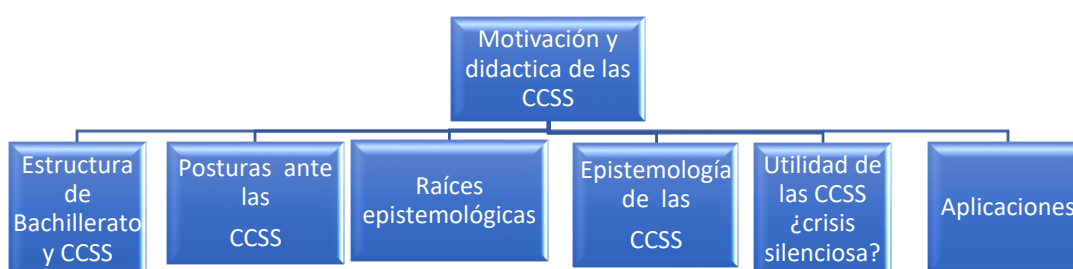 Motivación y
didactica de las
CCSS
Estructura
de
Bachillerato
y CCSS
Posturas ante
las
CCSS
Raíces
epistemológicas
Epistemología
de las
CCSS
Utilidad de
las CCSS
¿crisis
silenciosa?
Aplicaciones